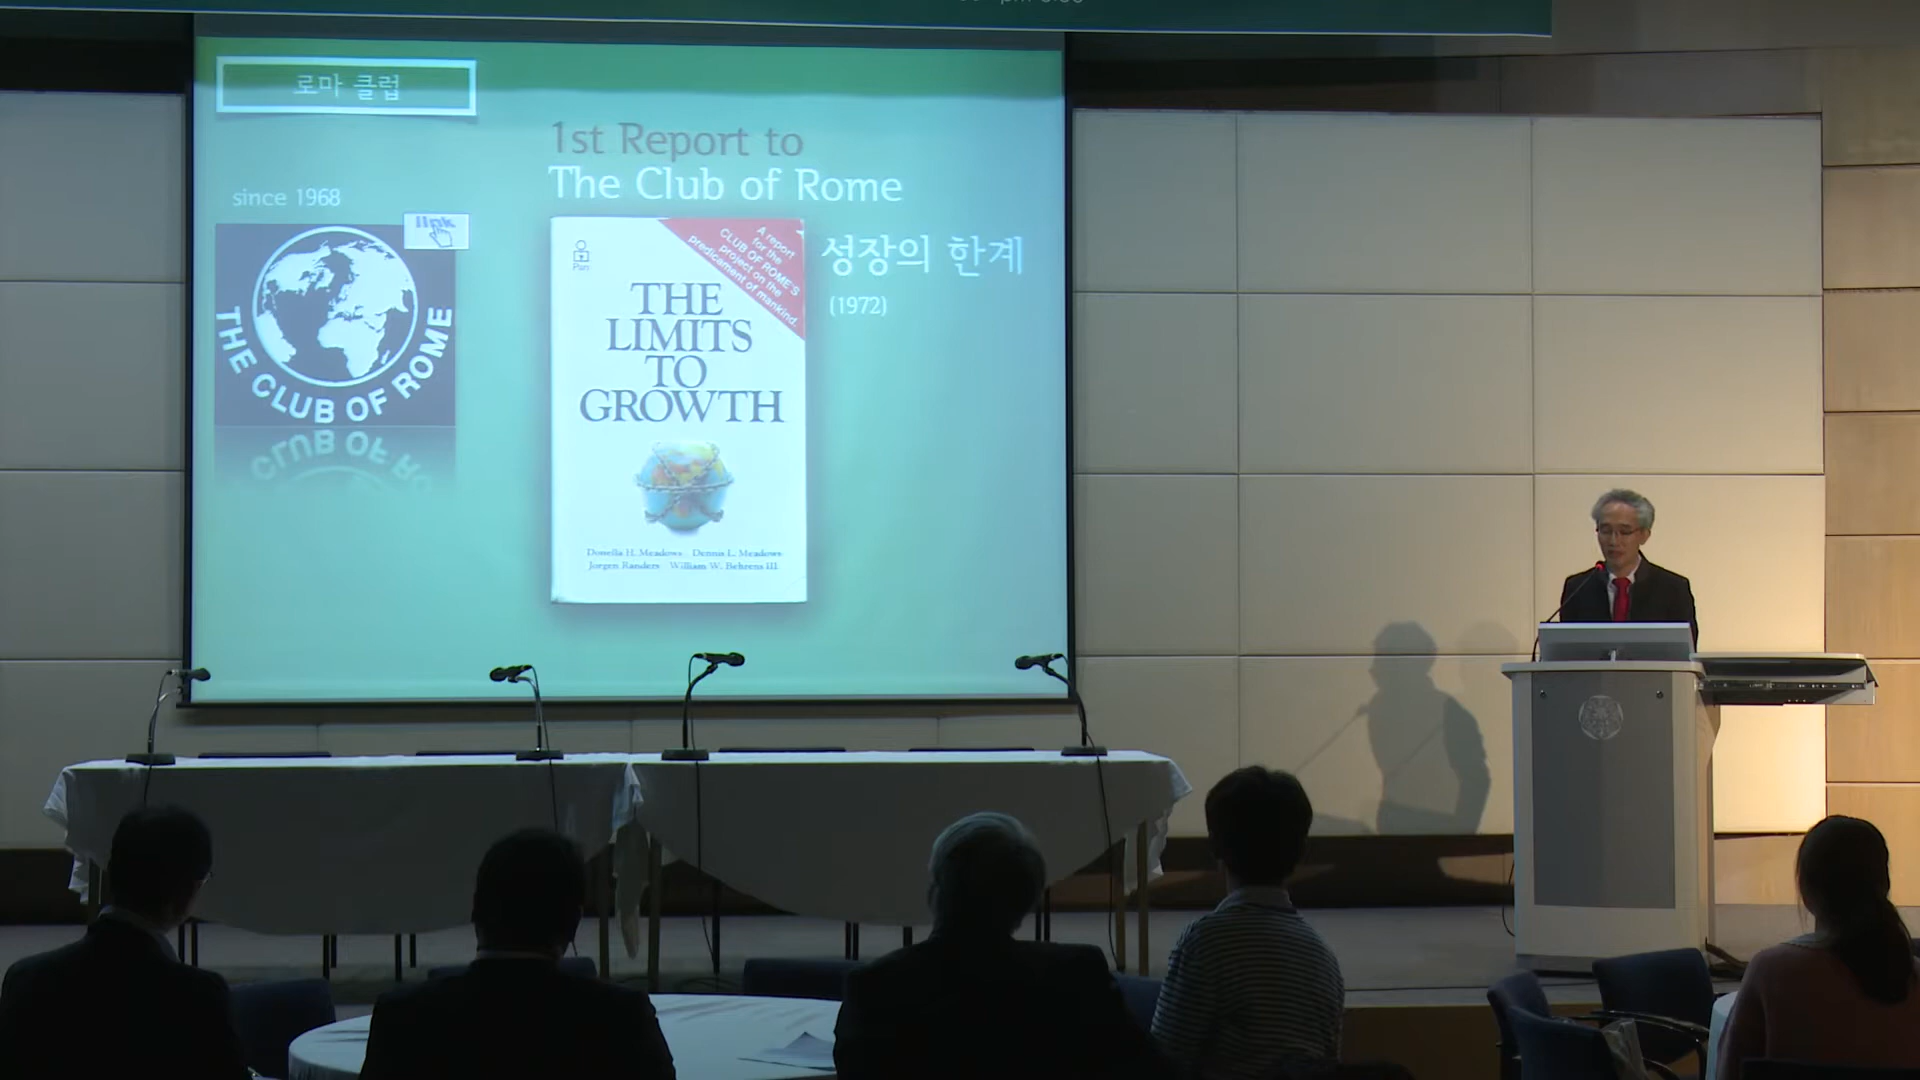 로마 클럽
1st Report to
The Club of Rome
since 1968
link
THE CLUB OF ROME
성장의 한계
(1972)
Pan
A report
for the
CLUB OF ROME'S
project on the
predicament of mankind.
THE
LIMITS
TO
GROWTH
Donella H. Meadows Dennis L. Meadows
Jorgen Randers William W. Behrens III